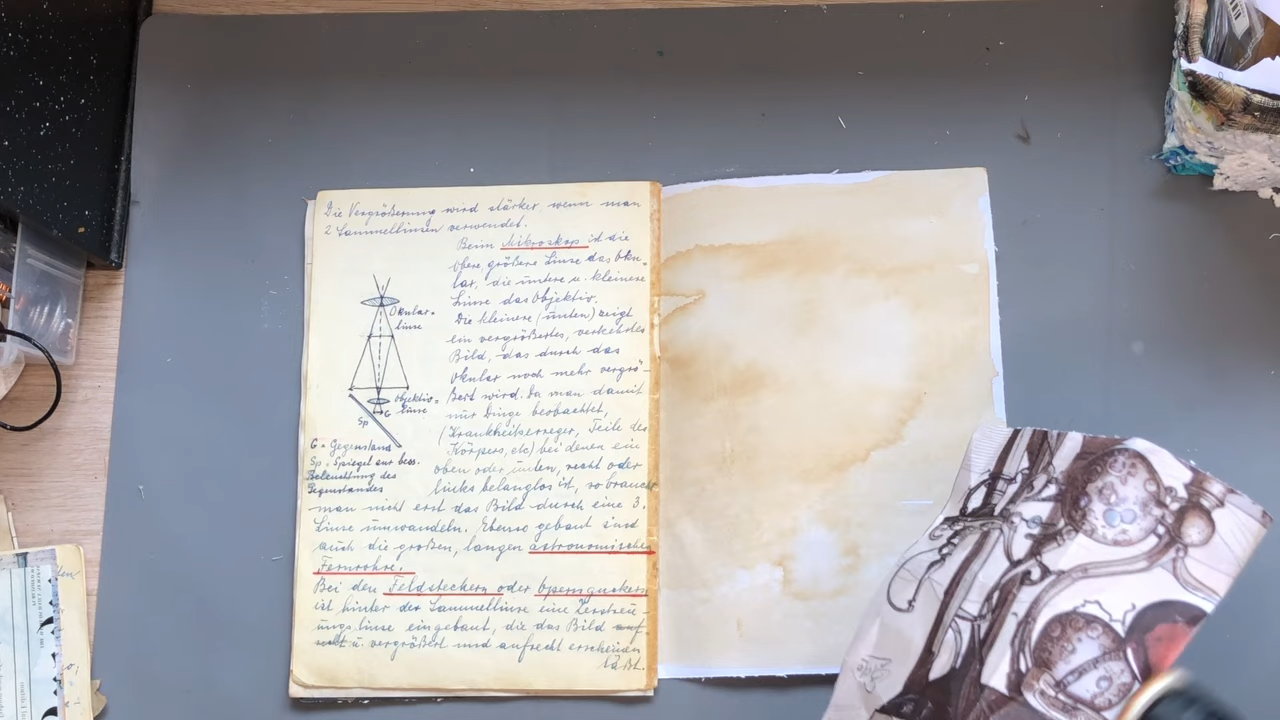 Die Vergrößerung wird stärker, wenn man
2 Sammellinsen verwendet.
Beim Mikroskop ist die
obere, größere Linse das Oku-
lar, die untere u. kleinere
Linse das Objektiv.
Die kleinere (unten) zeigt
ein vergrößertes, verkehrtes
Bild, das durch das
Okular noch mehr vergrö-
ßert wird. Da man damit
nur Dinge beobachtet,
(Krankheitserreger, Teile des
Körpers, etc) bei denen ein
oben oder unten, recht oder
links belanglos ist, so braucht
man nicht erst das Bild durch eine 3.
Linse umwandeln. Ebenso gebaut sind
auch die großen, langen astronomischen
Fernrohre.
Bei den Feldstechern oder Opernguckern
ist hinter der Sammellinse eine Zerstreu-
ungslinse eingebaut, die das Bild auf-
recht u. vergrößert und aufrecht erscheinen
läßt.
Okular=
linse
Objektiv=
linse
G
Sp
G = Gegenstand
Sp = Spiegel zur bess.
Beleuchtung des
Gegenstandes